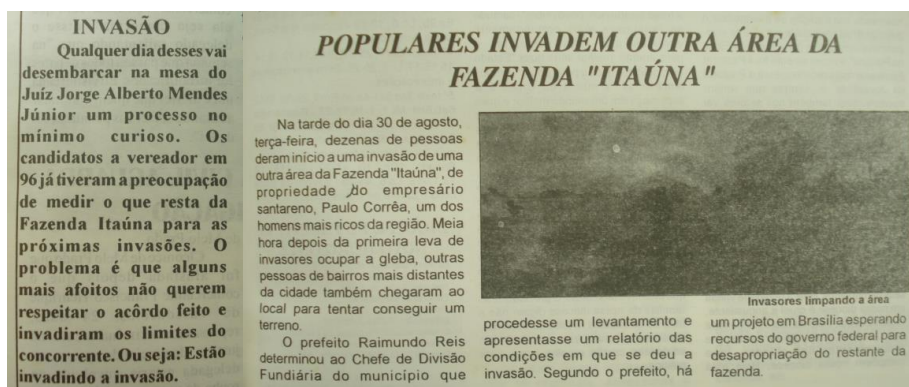 INVASÃO
Qualquer dia desses vai
desembarcar na mesa do
Juíz Jorge Alberto Mendes
Júnior um processo no
mínimo curioso. Os
candidatos a vereador em
96 já tiveram a preocupação
de medir o que resta da
Fazenda Itaúna para as
próximas invasões. O
problema é que alguns
mais afoitos não querem
respeitar o acôrdo feito e
invadiram os limites do
concorrente. Ou seja: Estão
invadindo a invasão.
POPULARES INVADEM OUTRA ÁREA DA
FAZENDA "ITAÚNA"
Na tarde do dia 30 de agosto,
terça-feira, dezenas de pessoas
deram início a uma invasão de uma
outra área da Fazenda "Itaúna", de
propriedade do empresário
santareno, Paulo Corrêa, um dos
homens mais ricos da região. Meia
hora depois da primeira leva de
invasores ocupar a gleba, outras
pessoas de bairros mais distantes
da cidade também chegaram ao
local para tentar conseguir um
terreno.
O prefeito Raimundo Reis
determinou ao Chefe de Divisão
Fundiária do município que
Invasores limpando a área
procedesse um levantamento e
apresentasse um relatório das
condições em que se deu a
invasão. Segundo o prefeito, há
um projeto em Brasília esperando
recursos do governo federal para
desapropriação do restante da
fazenda.